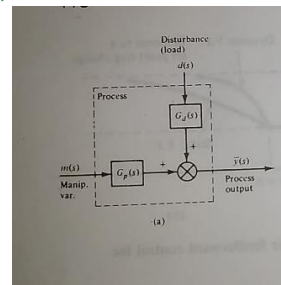 Disturbance
(load)
d(s)
Process
G_d(s)
+
m(s)
Manip.
var.
G_p(s)
+
ȳ(s)
Process
output
(a)